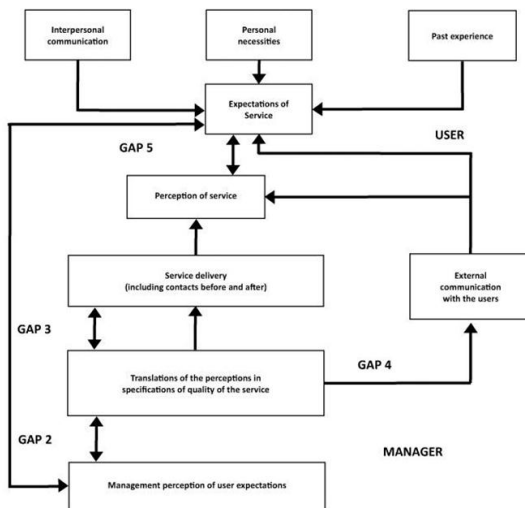 Interpersonal
communication
Personal
necessities
Past experience
Expectations of
Service
GAP 5
USER
Perception of service
Service delivery
(including contacts before and after)
External
communication
with the users
GAP 3
GAP 4
Translations of the perceptions in
specifications of quality of the service
GAP 2
MANAGER
Management perception of user expectations